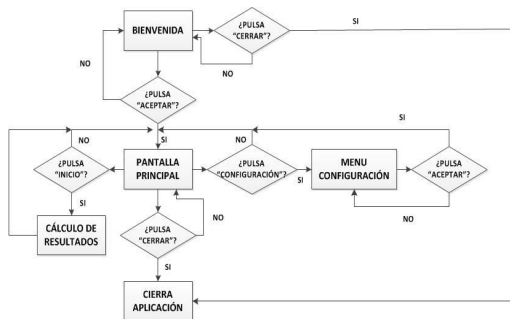 BIENVENIDA
¿PULSA
"CERRAR"?
SI
NO
NO
¿PULSA
"ACEPTAR"?
SI
SI
NO
NO
¿PULSA
"INICIO"?
PANTALLA
PRINCIPAL
¿PULSA
"CONFIGURACIÓN"?
SI
MENU
CONFIGURACIÓN
¿PULSA
"ACEPTAR"?
SI
NO
NO
CÁLCULO DE
RESULTADOS
¿PULSA
"CERRAR"?
SI
CIERRA
APLICACIÓN